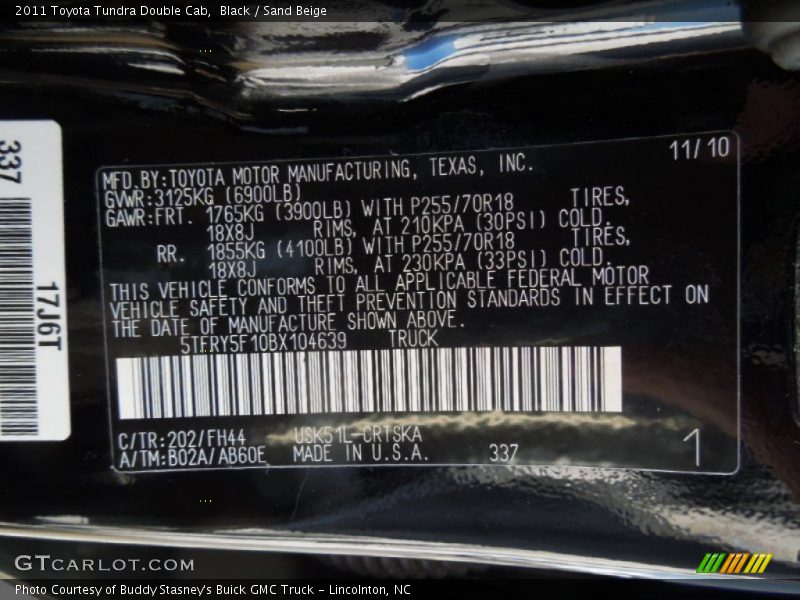 2011 Toyota Tundra Double Cab,  Black / Sand Beige
337
17J6T
11/10
MFD.BY:TOYOTA MOTOR MANUFACTURING, TEXAS, INC.
GVWR:3125KG (6900LB)
GAWR:FRT. 1765KG (3900LB) WITH P255/70R18 TIRES,
18X8J RIMS, AT 210KPA (30PSI) COLD.
RR. 1855KG (4100LB) WITH P255/70R18 TIRES,
18X8J RIMS, AT 230KPA (33PSI) COLD.
THIS VEHICLE CONFORMS TO ALL APPLICABLE FEDERAL MOTOR
VEHICLE SAFETY AND THEFT PREVENTION STANDARDS IN EFFECT ON
THE DATE OF MANUFACTURE SHOWN ABOVE.
5TFRY5F10BX104639 TRUCK
C/TR:202/FH44 USK51L-CRTSKA
A/TM:B02A/AB60E MADE IN U.S.A. 337 1
GTCARLOT.COM
Photo Courtesy of Buddy Stasney's Buick GMC Truck - Lincolnton, NC